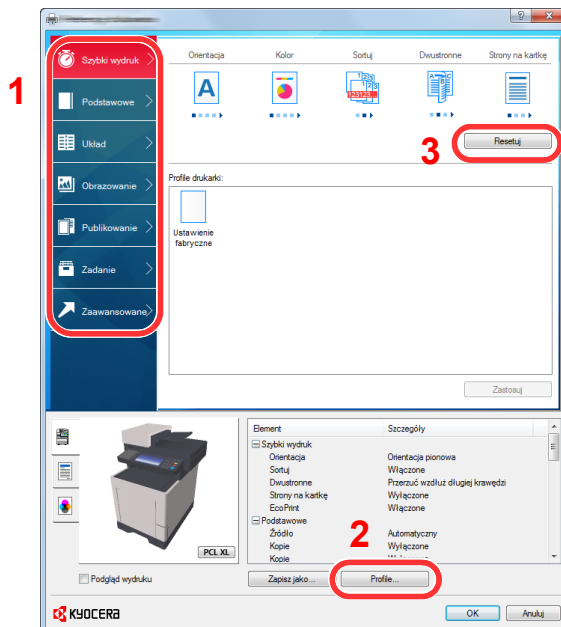 1
Szybki wydruk
Podstawowe
Układ
Obrazowanie
Publikowanie
Zadanie
Zaawansowane
Orientacja Kolor Sortuj Dwustronne Strony na kartkę
A
123
123
123123
A B C
3
Resetuj
Profile drukarki:
Ustawienie
fabryczne
Zastosuj
PCL XL
Podgląd wydruku
Element Szczegóły
Szybki wydruk
Orientacja Orientacja pionowa
Sortuj Włączone
Dwustronne Przerzuć wzdłuż długiej krawędzi
Strony na kartkę Wyłączone
EcoPrint Włączone
Podstawowe
Źródło Automatyczny
Kopie Wyłączone
Kopie
2
Zapisz jako... Profile...
KYOCERA
OK Anuluj